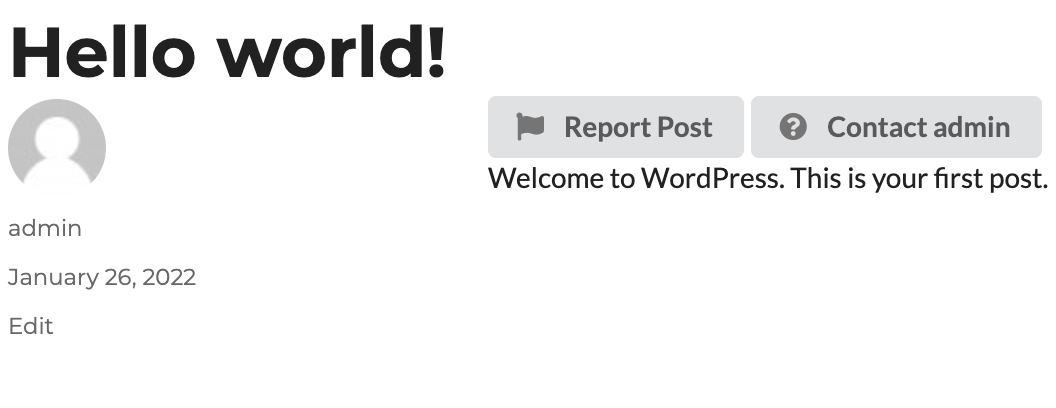 Hello world!
Report Post Contact admin
Welcome to WordPress. This is your first post.
admin
January 26, 2022
Edit